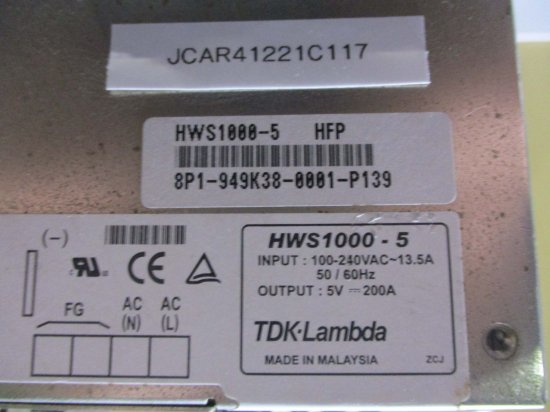 JCAR41221C117
HWS1000-5 HFP
8P1-949K38-0001-P139
(-)
FG
AC (N)
AC (L)
HWS1000 - 5
INPUT : 100-240VAC~13.5A
50 / 60Hz
OUTPUT : 5V ⎓ 200A
TDK·Lambda
MADE IN MALAYSIA
ZCJ